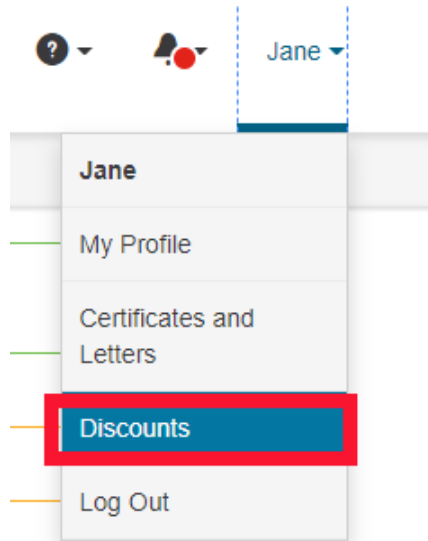 Jane
Jane
My Profile
Certificates and
Letters
Discounts
Log Out